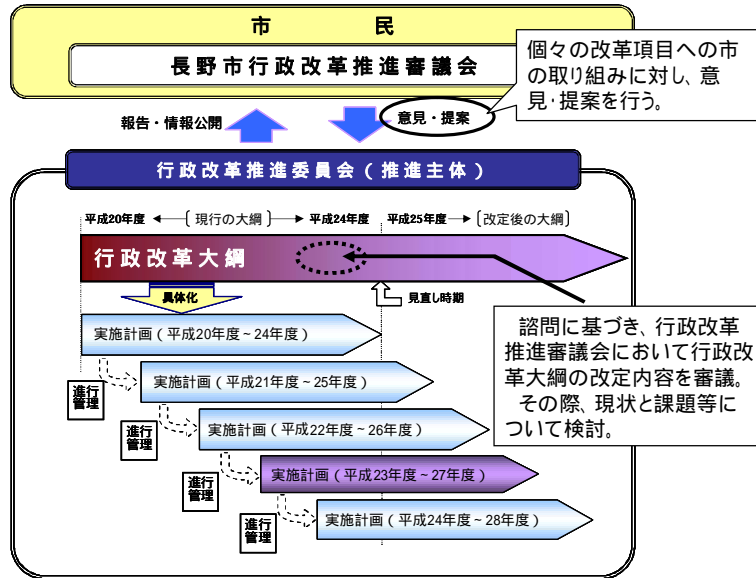 市民
長野市行政改革推進審議会
個々の改革項目への市
の取り組みに対し、意
見・提案を行う。
報告・情報公開
意見・提案
行政改革推進委員会（推進主体）
平成20年度
〔現行の大綱〕
平成24年度
平成25年度
〔改定後の大綱〕
行政改革大綱
具体化
見直し時期
諮問に基づき、行政改革
推進審議会において行政改
革大綱の改定内容を審議。
その際、現状と課題等に
ついて検討。
実施計画（平成20年度～24年度）
進行
管理
実施計画（平成21年度～25年度）
進行
管理
実施計画（平成22年度～26年度）
進行
管理
実施計画（平成23年度～27年度）
進行
管理
実施計画（平成24年度～28年度）